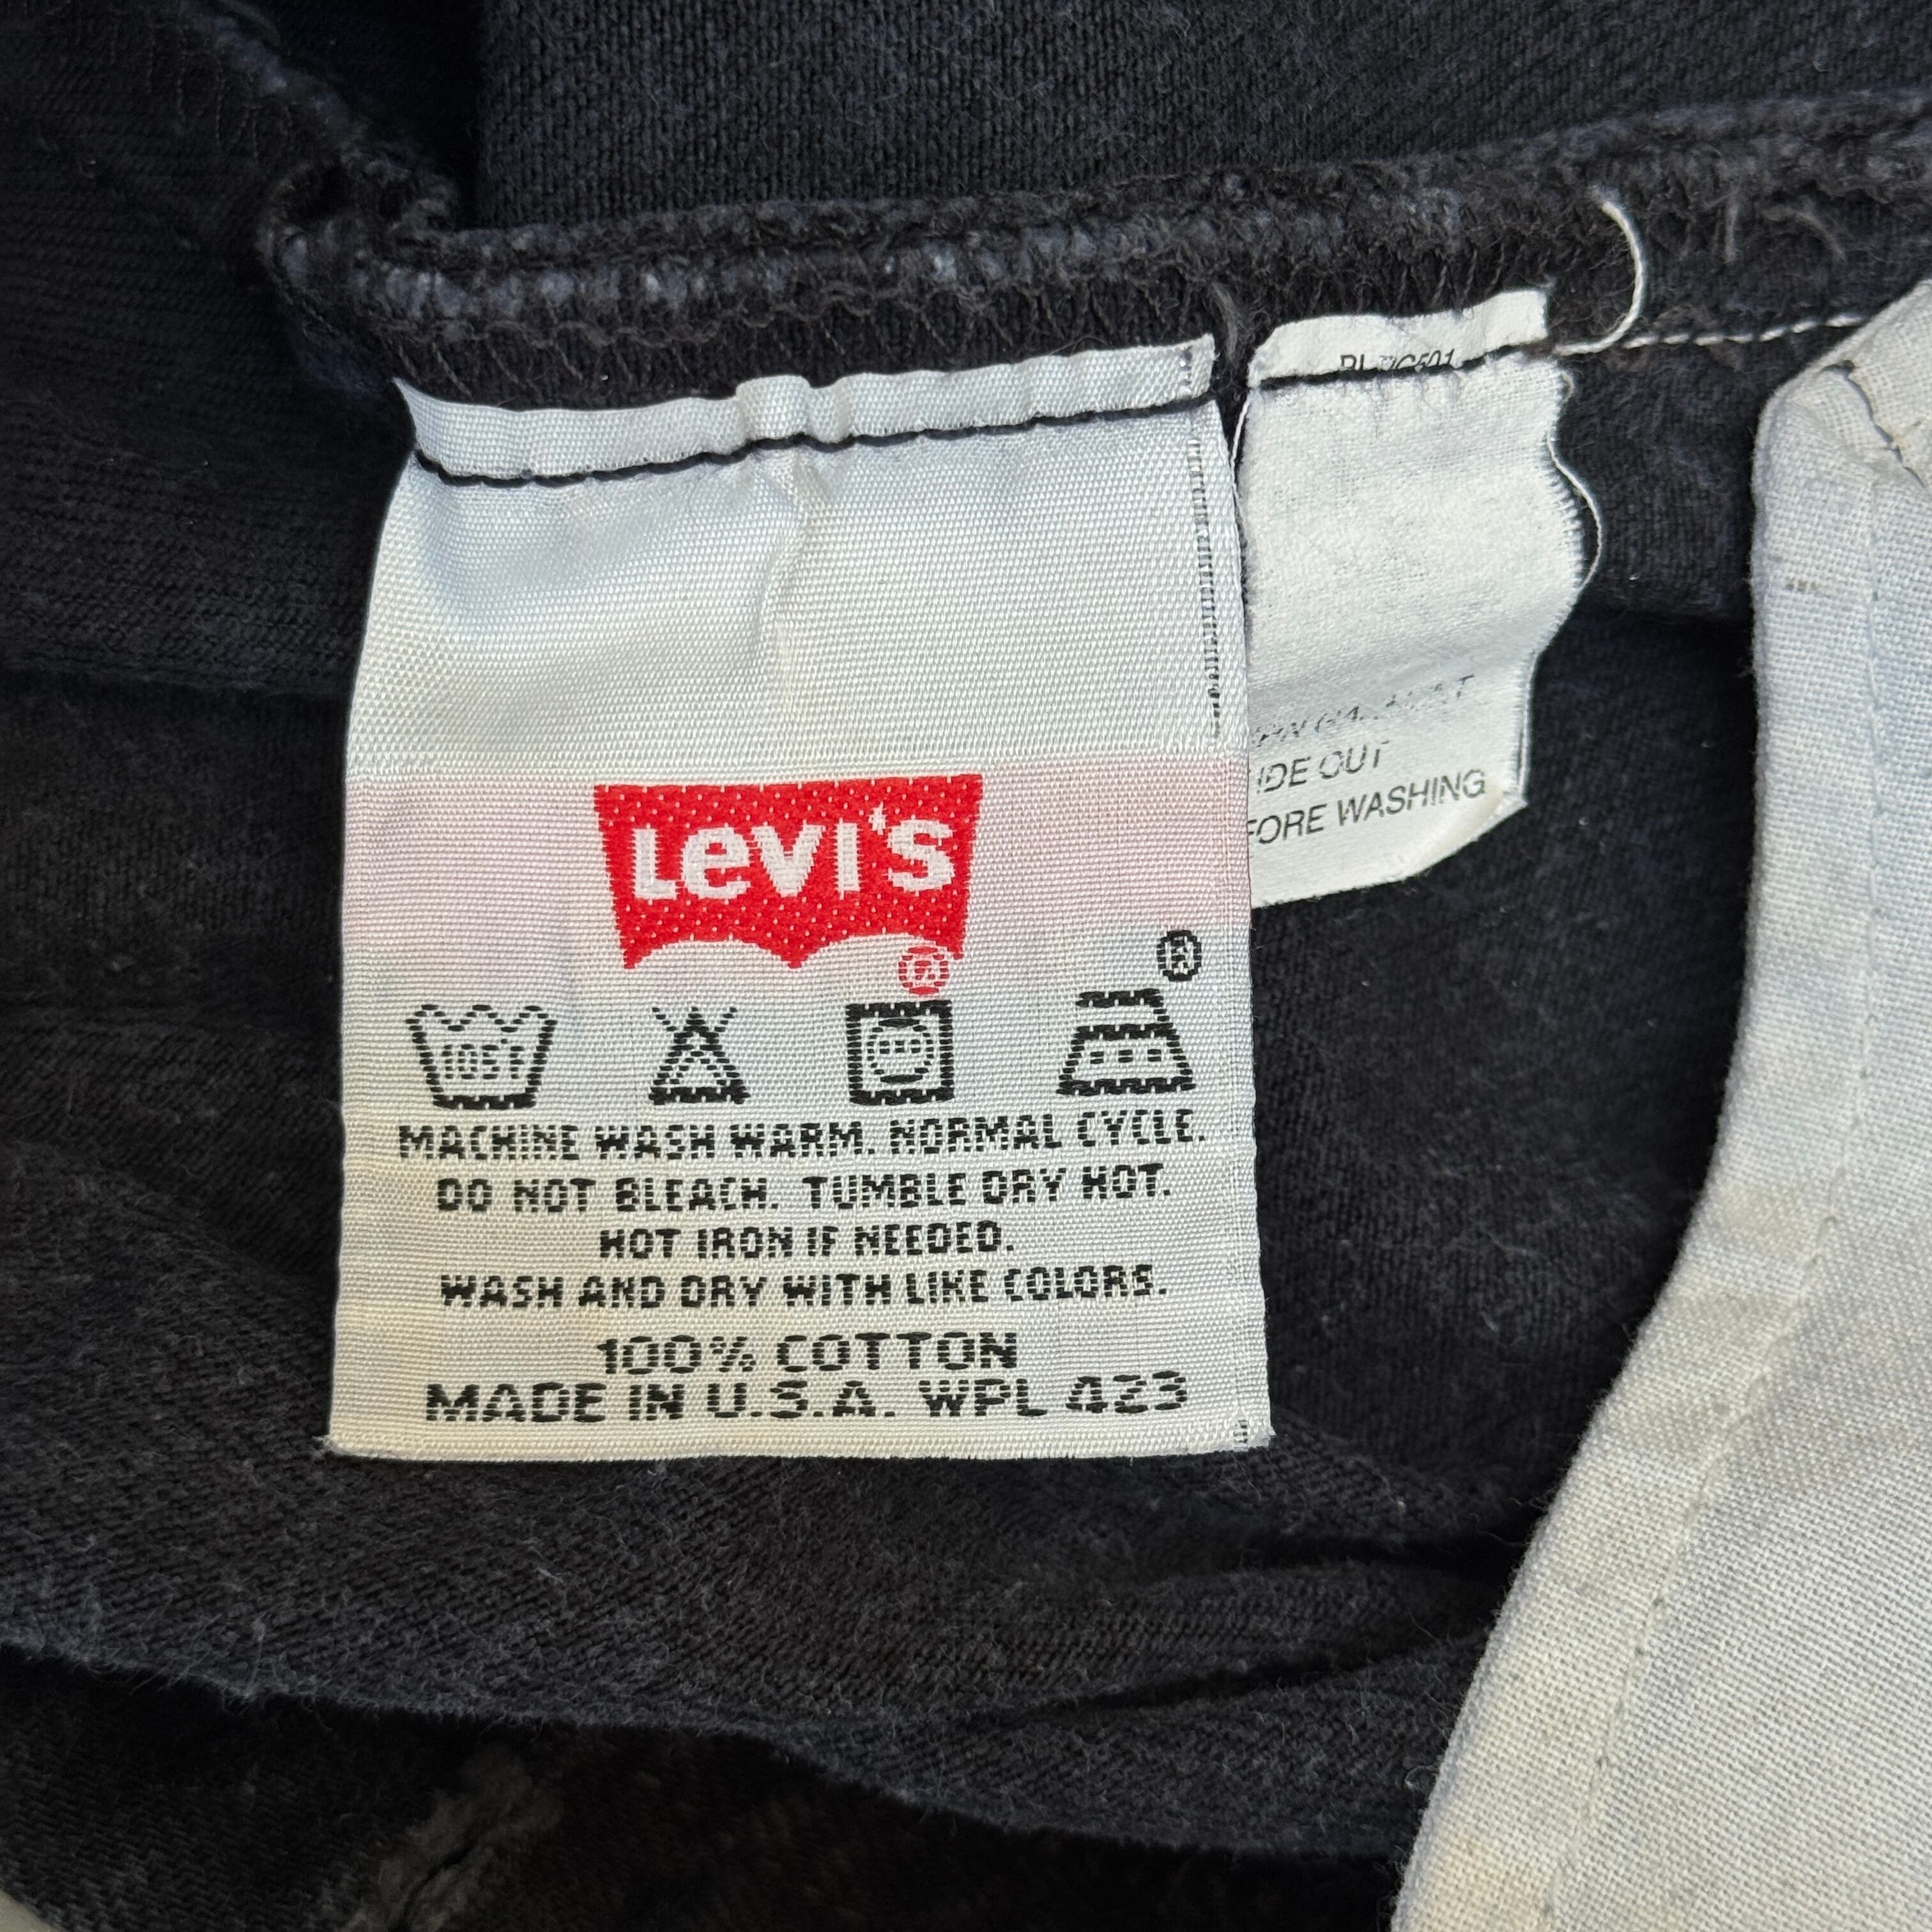 LEVI'S
®
®
105°F
MACHINE WASH WARM. NORMAL CYCLE.
DO NOT BLEACH. TUMBLE DRY HOT.
HOT IRON IF NEEDED.
WASH AND DRY WITH LIKE COLORS.
100% COTTON
MADE IN U.S.A. WPL 423
IDE OUT
FORE WASHING